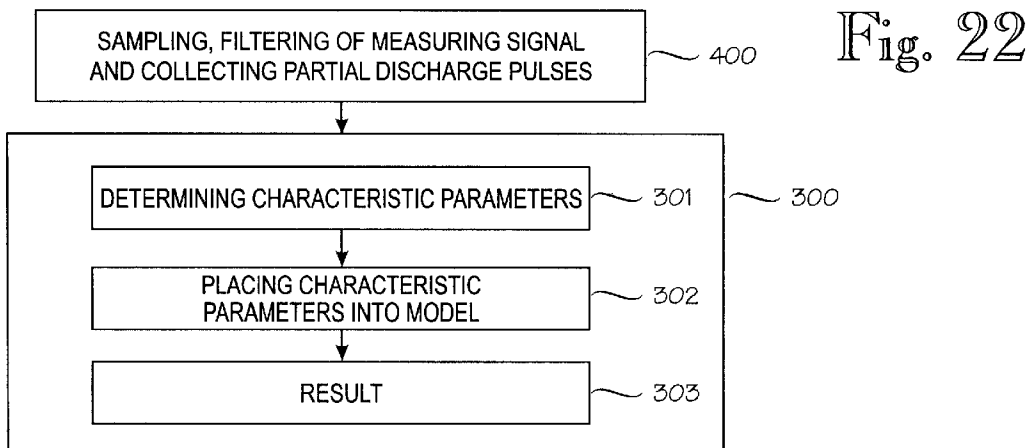 Fig. 22
SAMPLING, FILTERING OF MEASURING SIGNAL
AND COLLECTING PARTIAL DISCHARGE PULSES
400
DETERMINING CHARACTERISTIC PARAMETERS
301
300
PLACING CHARACTERISTIC
PARAMETERS INTO MODEL
302
RESULT
303